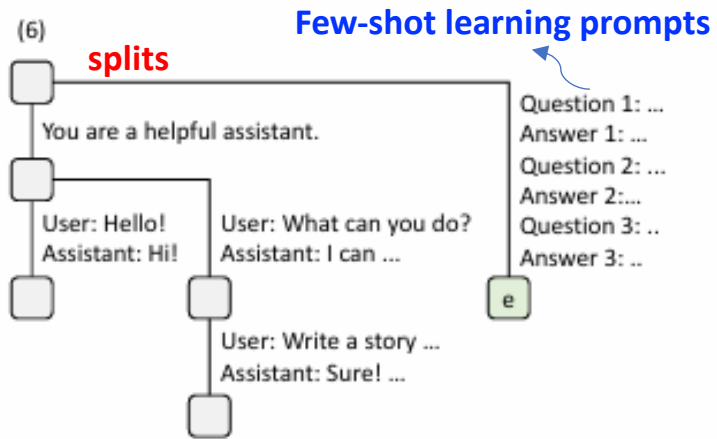 (6)
Few-shot learning prompts
splits
You are a helpful assistant.
Question 1: ...
Answer 1: ...
Question 2: ...
Answer 2:...
Question 3: ..
Answer 3: ..
User: Hello!
Assistant: Hi!
User: What can you do?
Assistant: I can ...
e
User: Write a story ...
Assistant: Sure! ...